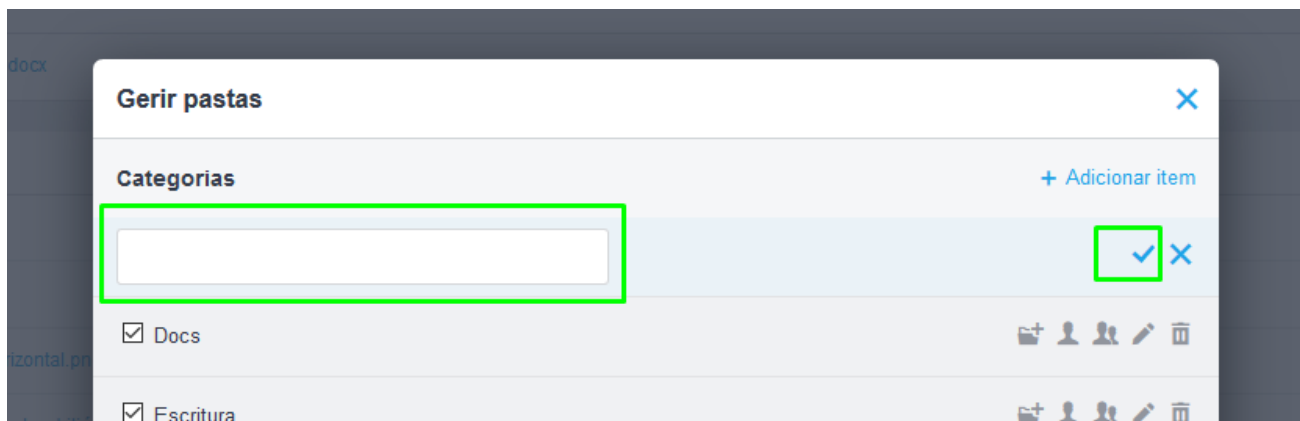 docx
Gerir pastas
Categorias
+ Adicionar item
Docs
rizontal.pn
Escritura